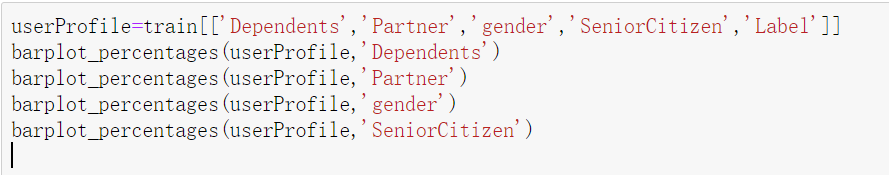 userProfile=train[['Dependents','Partner','gender','SeniorCitizen','Label']]
barplot_percentages(userProfile,'Dependents')
barplot_percentages(userProfile,'Partner')
barplot_percentages(userProfile,'gender')
barplot_percentages(userProfile,'SeniorCitizen')